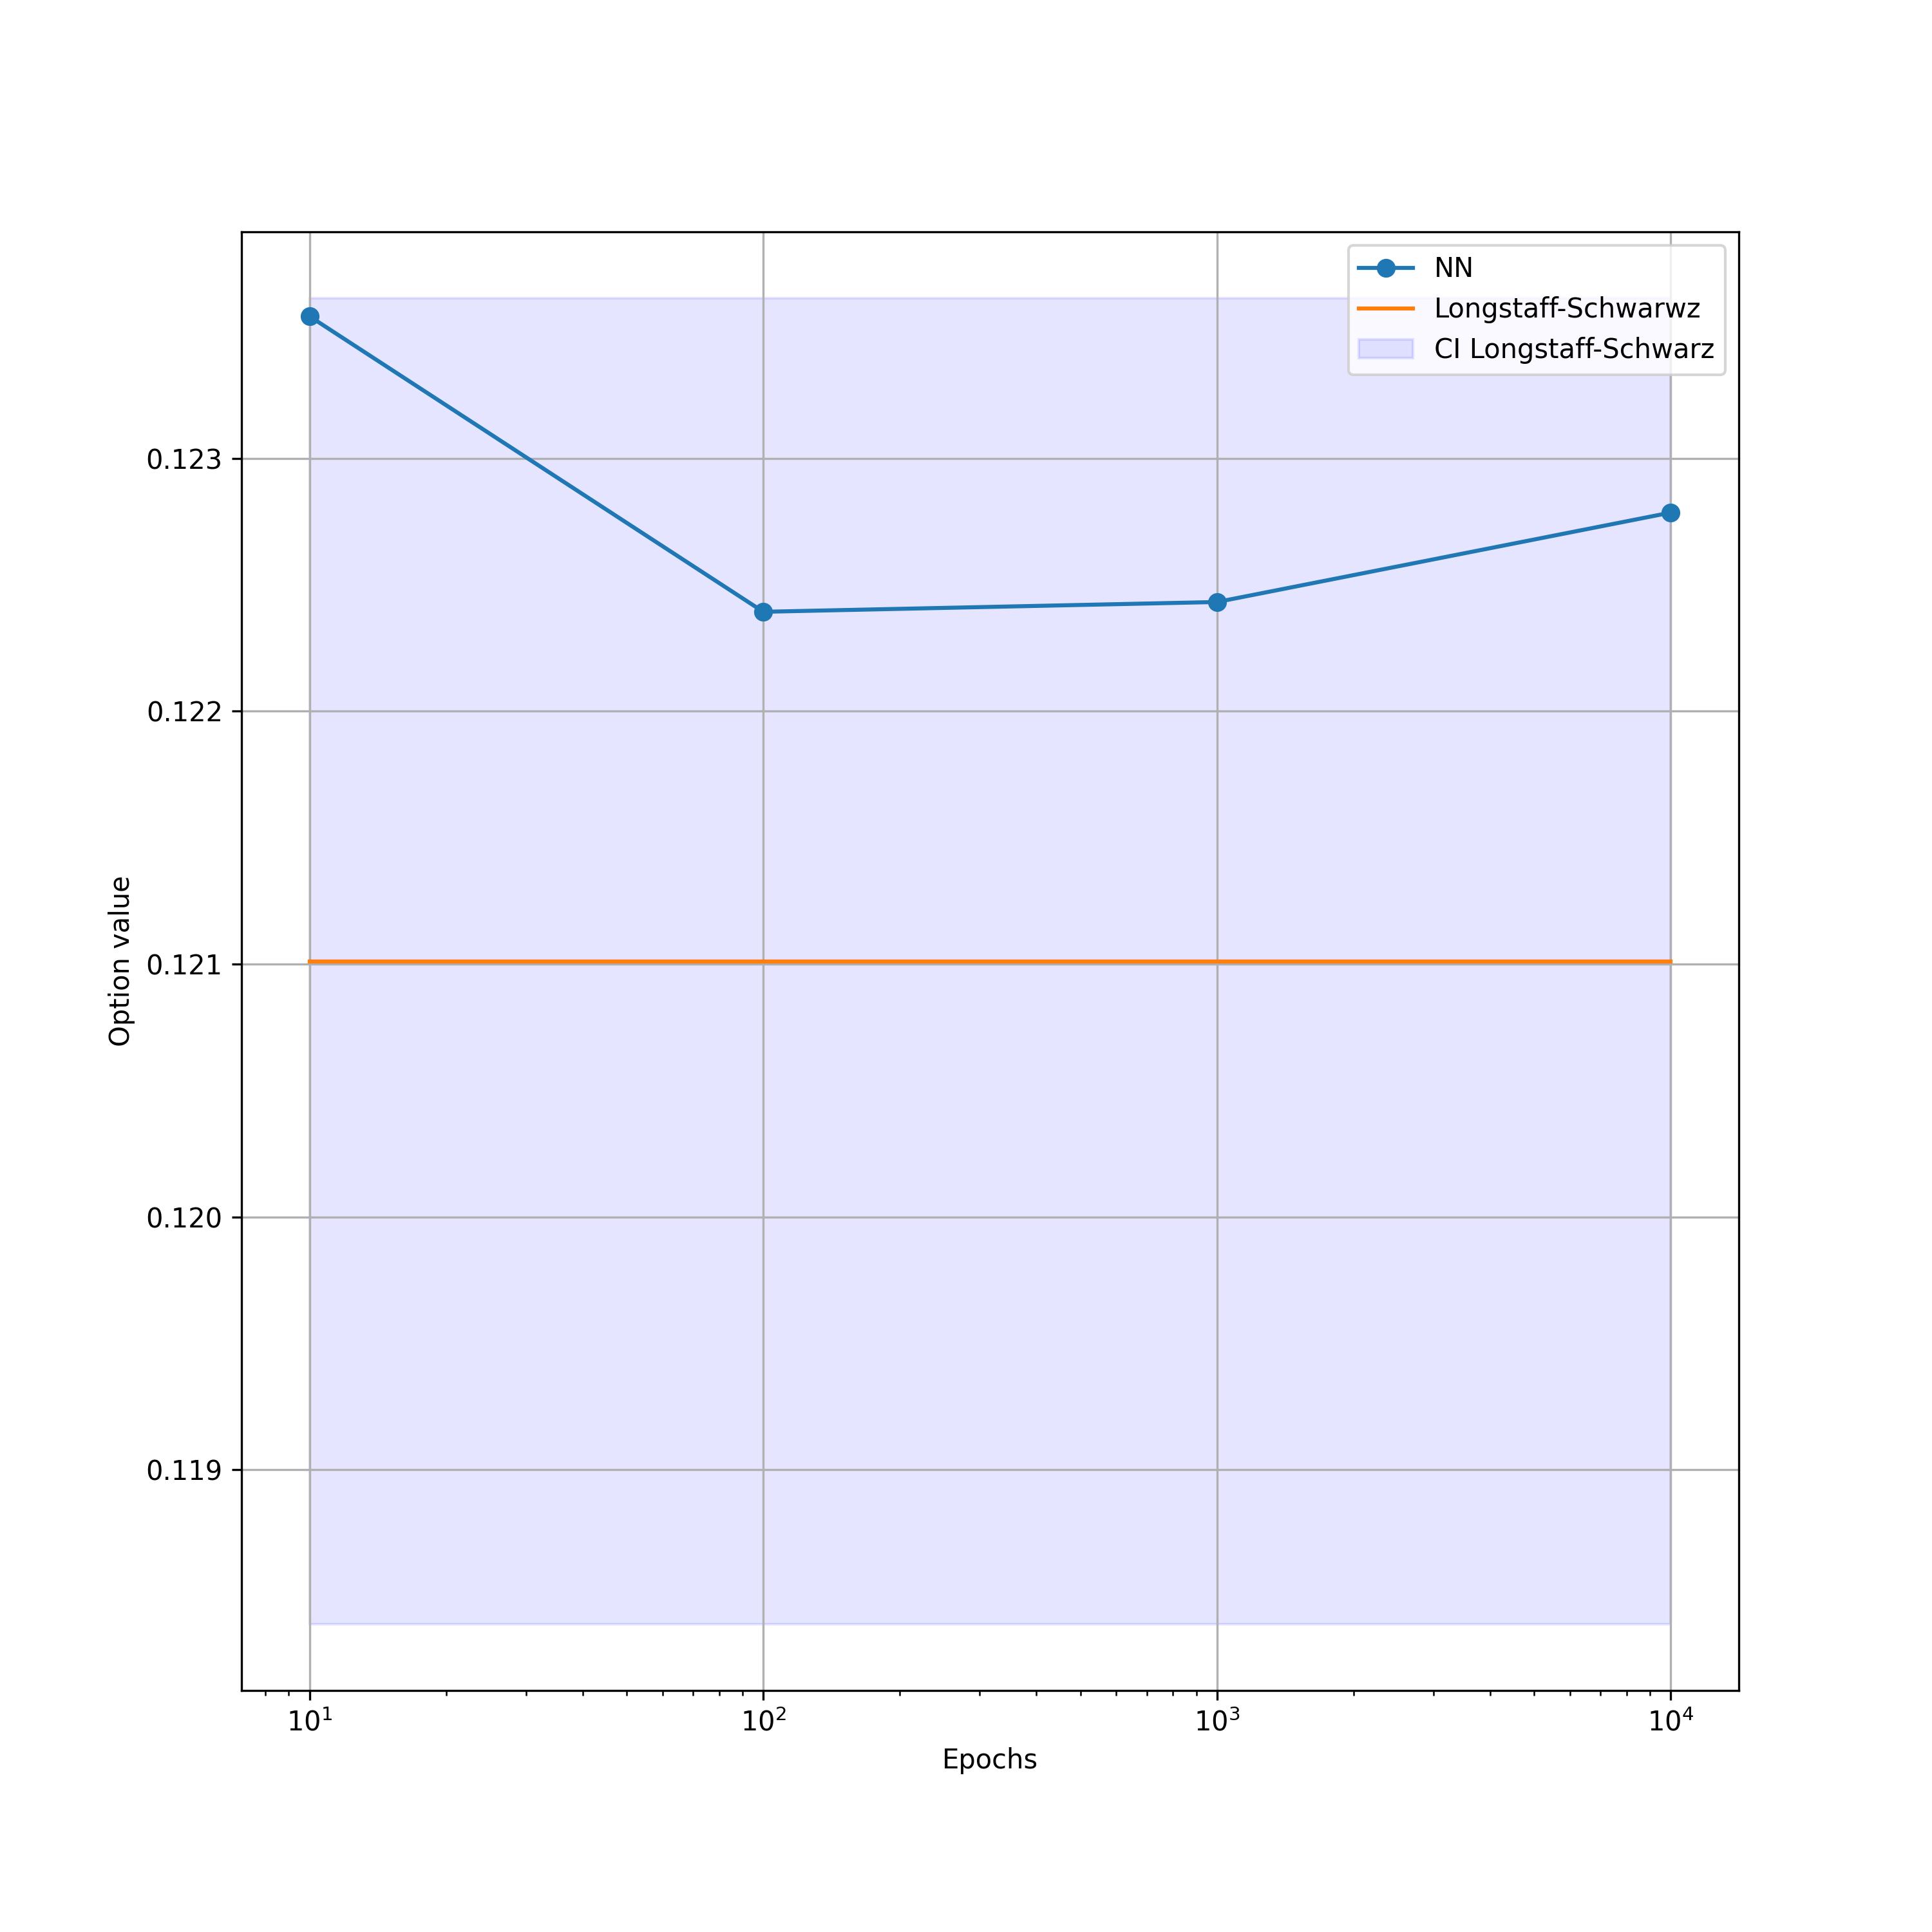 NN
Longstaff-Schwarwz
CI Longstaff-Schwarz
0.123
0.122
0.121
0.120
0.119
Option value
10¹ 10² 10³ 10⁴
Epochs